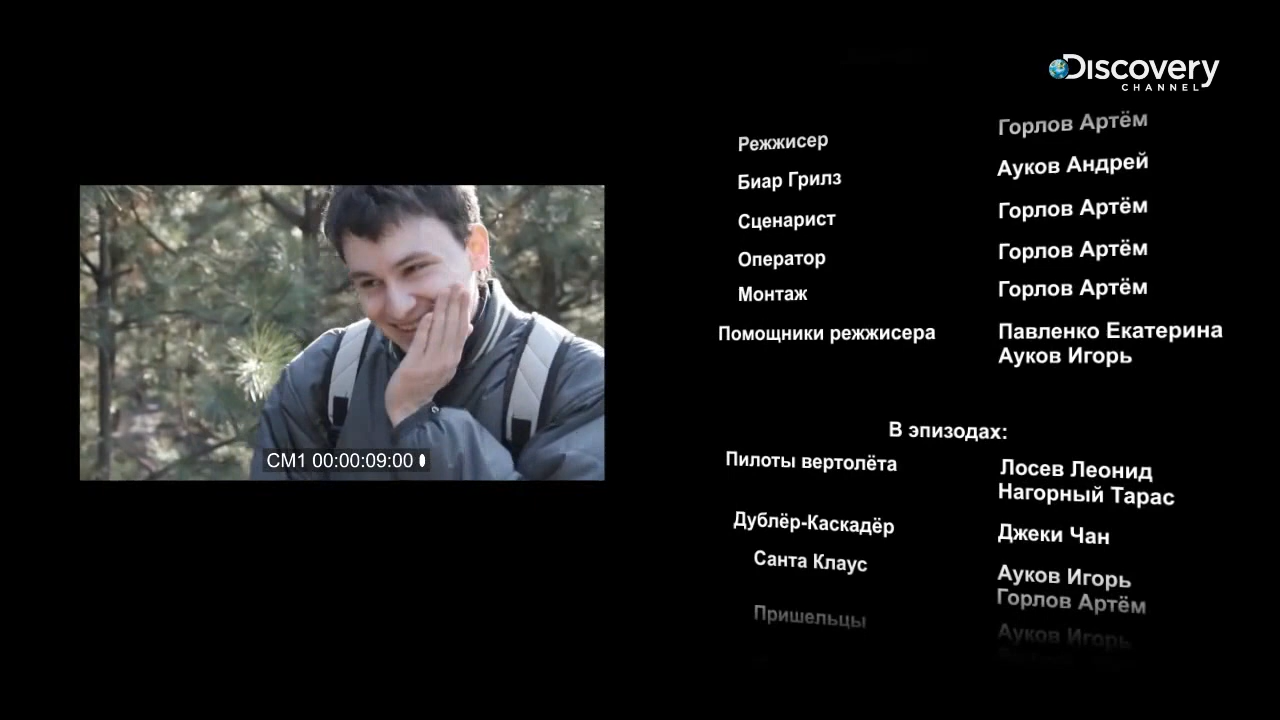 Discovery
CHANNEL
Режжисер Горлов Артём
Биар Грилз Ауков Андрей
Сценарист Горлов Артём
Оператор Горлов Артём
Монтаж Горлов Артём
Помощники режжисера Павленко Екатерина
Ауков Игорь
В эпизодах:
Пилоты вертолёта Лосев Леонид
Нагорный Тарас
Дублёр-Каскадёр Джеки Чан
Санта Клаус Ауков Игорь
Горлов Артём
Пришельцы Ауков Игорь
СМ1 00:00:09:00